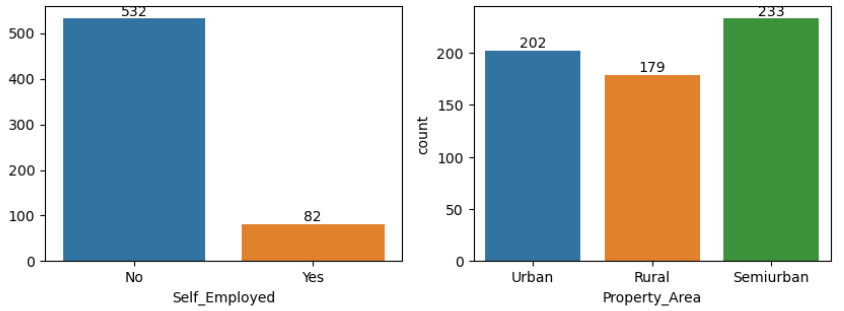 532
500
400
300
200
100
0
82
No
Yes
Self_Employed
233
200
150
100
50
0
count
202
179
Urban
Rural
Semiurban
Property_Area